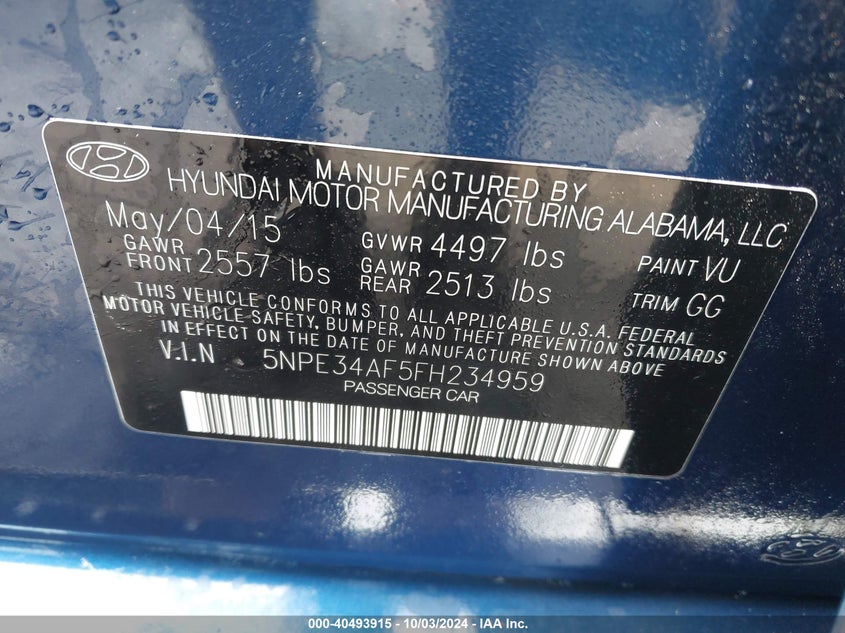 MANUFACTURED BY
HYUNDAI MOTOR MANUFACTURING ALABAMA, LLC
May/04/15 GVWR 4497 lbs PAINT VU
GAWR FRONT 2557 lbs GAWR REAR 2513 lbs TRIM GG
THIS VEHICLE CONFORMS TO ALL APPLICABLE U.S.A. FEDERAL
MOTOR VEHICLE SAFETY, BUMPER, AND THEFT PREVENTION STANDARDS
IN EFFECT ON THE DATE OF MANUFACTURE SHOWN ABOVE
V.I.N 5NPE34AF5FH234959
PASSENGER CAR
000-40493915 - 10/03/2024 - IAA Inc.